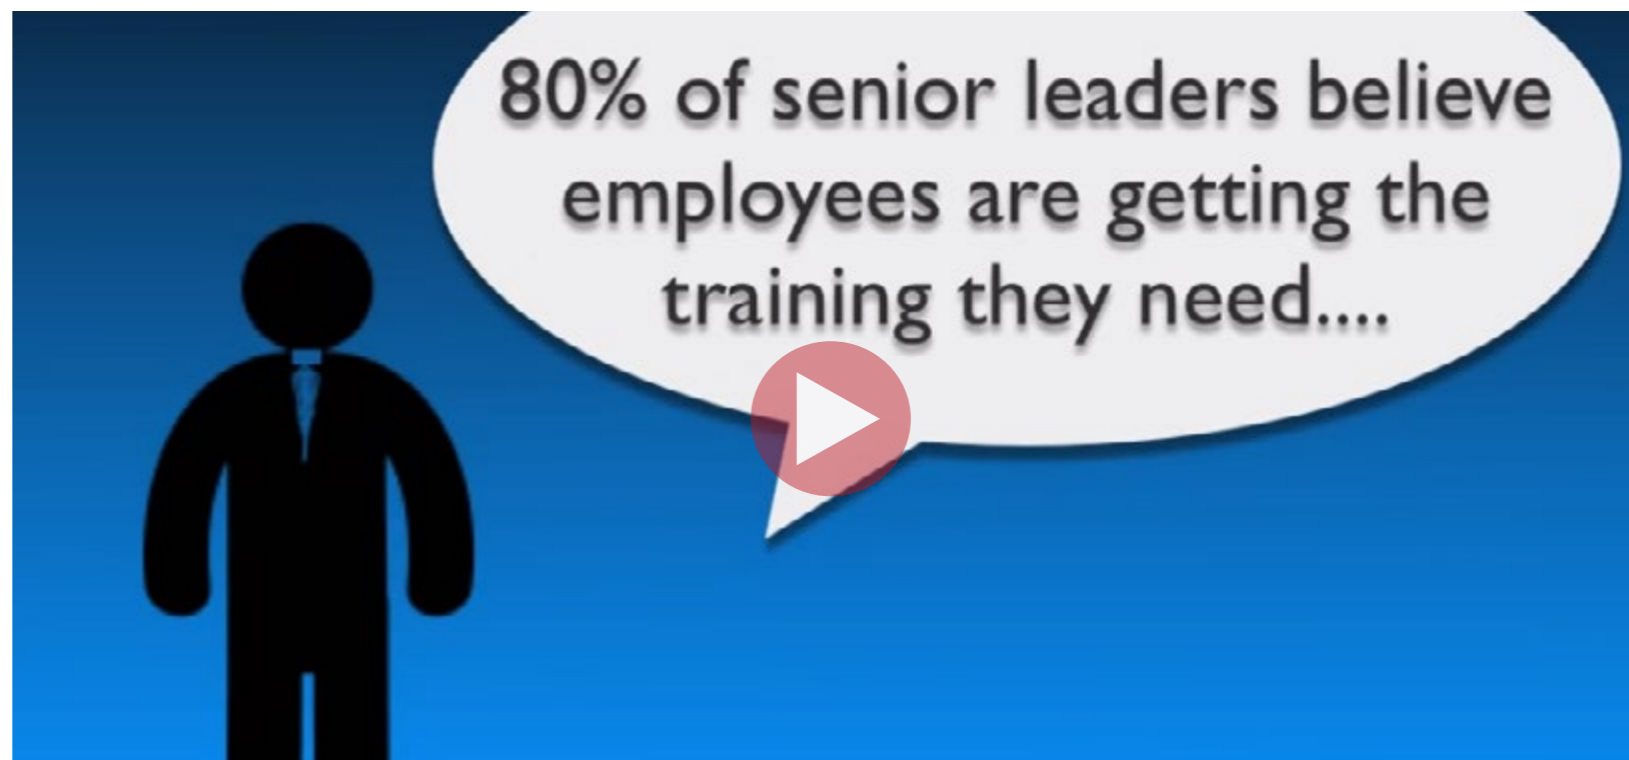 80% of senior leaders believe
employees are getting the
training they need....